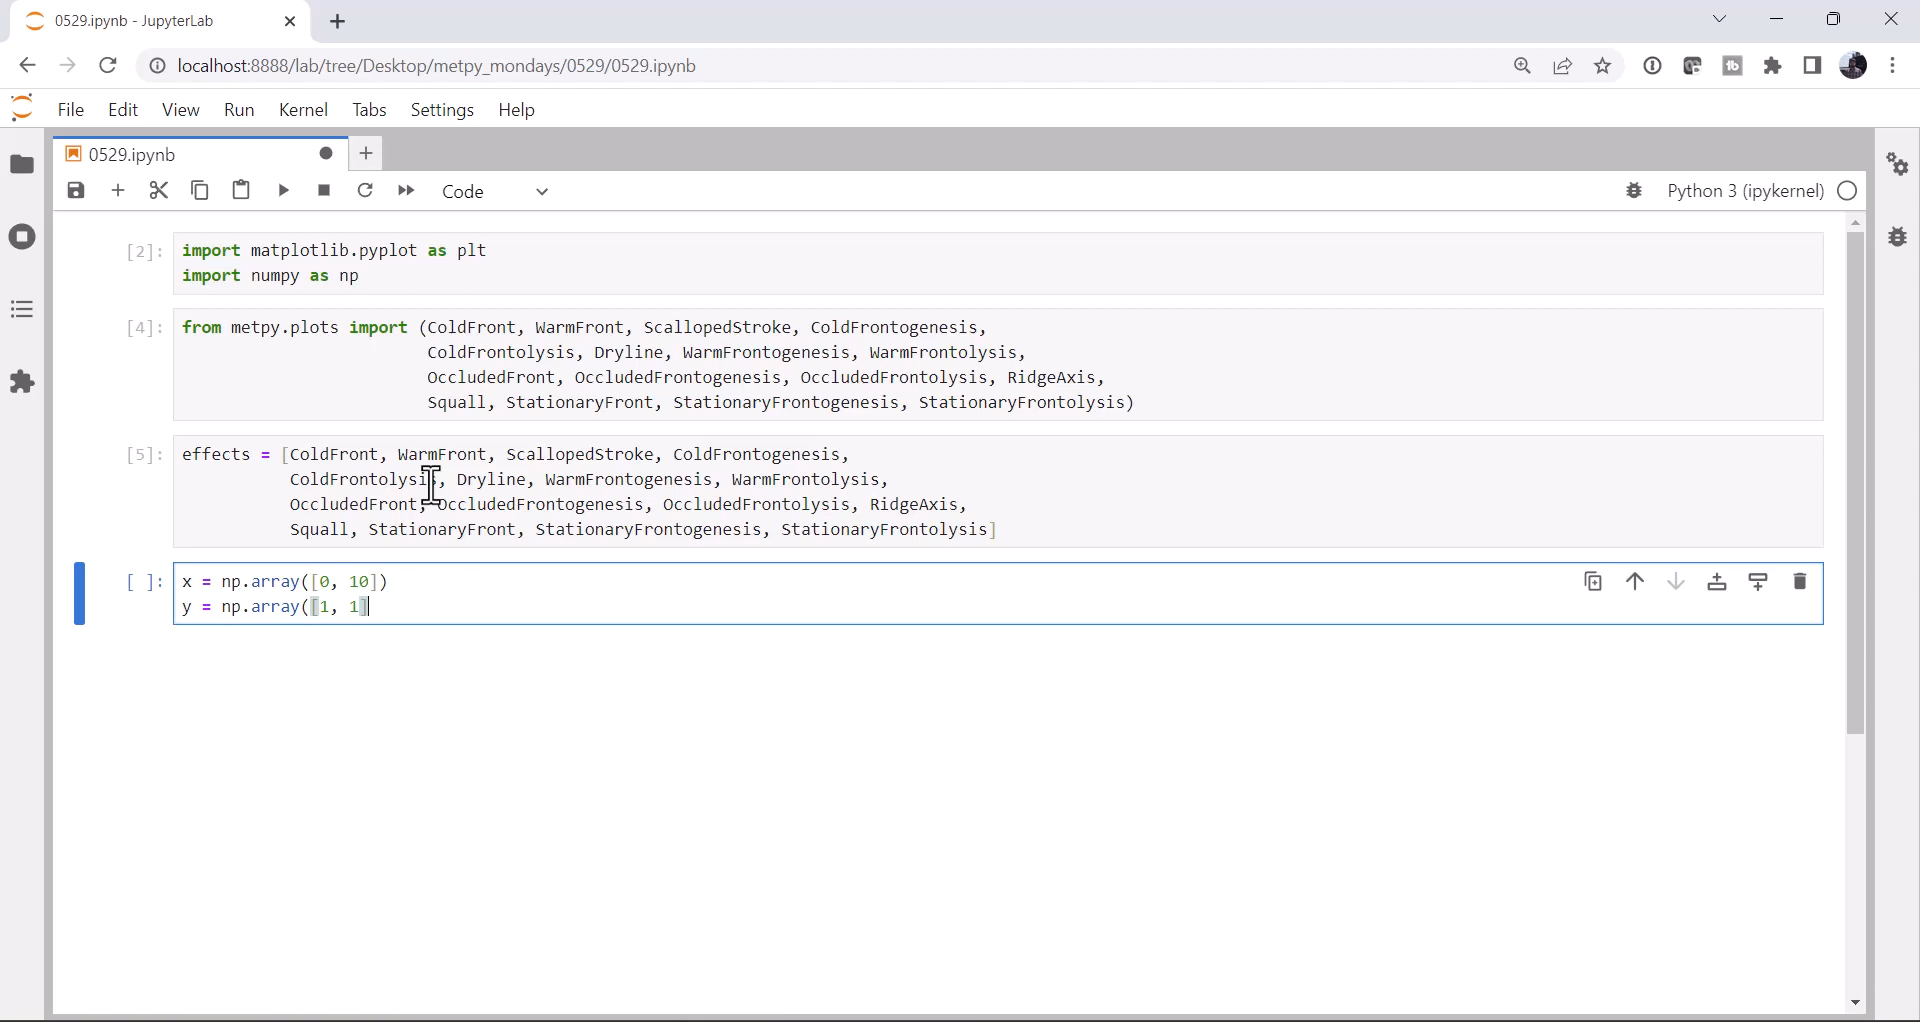 0529.ipynb - JupyterLab
localhost:8888/lab/tree/Desktop/metpy_mondays/0529/0529.ipynb
File Edit View Run Kernel Tabs Settings Help
0529.ipynb
Code Python 3 (ipykernel)
[2]: import matplotlib.pyplot as plt
import numpy as np
[4]: from metpy.plots import (ColdFront, WarmFront, ScallopedStroke, ColdFrontogenesis,
ColdFrontolysis, Dryline, WarmFrontogenesis, WarmFrontolysis,
OccludedFront, OccludedFrontogenesis, OccludedFrontolysis, RidgeAxis,
Squall, StationaryFront, StationaryFrontogenesis, StationaryFrontolysis)
[5]: effects = [ColdFront, WarmFront, ScallopedStroke, ColdFrontogenesis,
ColdFrontolysis, Dryline, WarmFrontogenesis, WarmFrontolysis,
OccludedFront, OccludedFrontogenesis, OccludedFrontolysis, RidgeAxis,
Squall, StationaryFront, StationaryFrontogenesis, StationaryFrontolysis]
[ ]: x = np.array([0, 10])
y = np.array([1, 1]